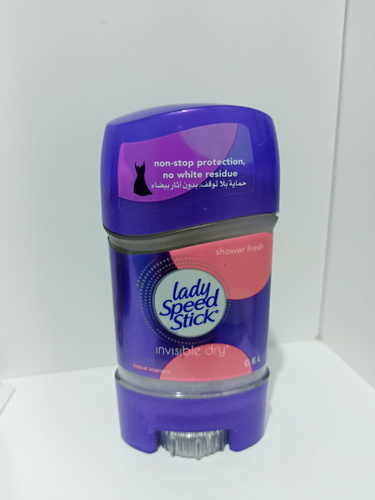 non-stop protection,
no white residue
حماية بلا توقف، بدون آثار بيضاء
shower fresh
lady
Speed
Stick®
invisible dry™
GEL